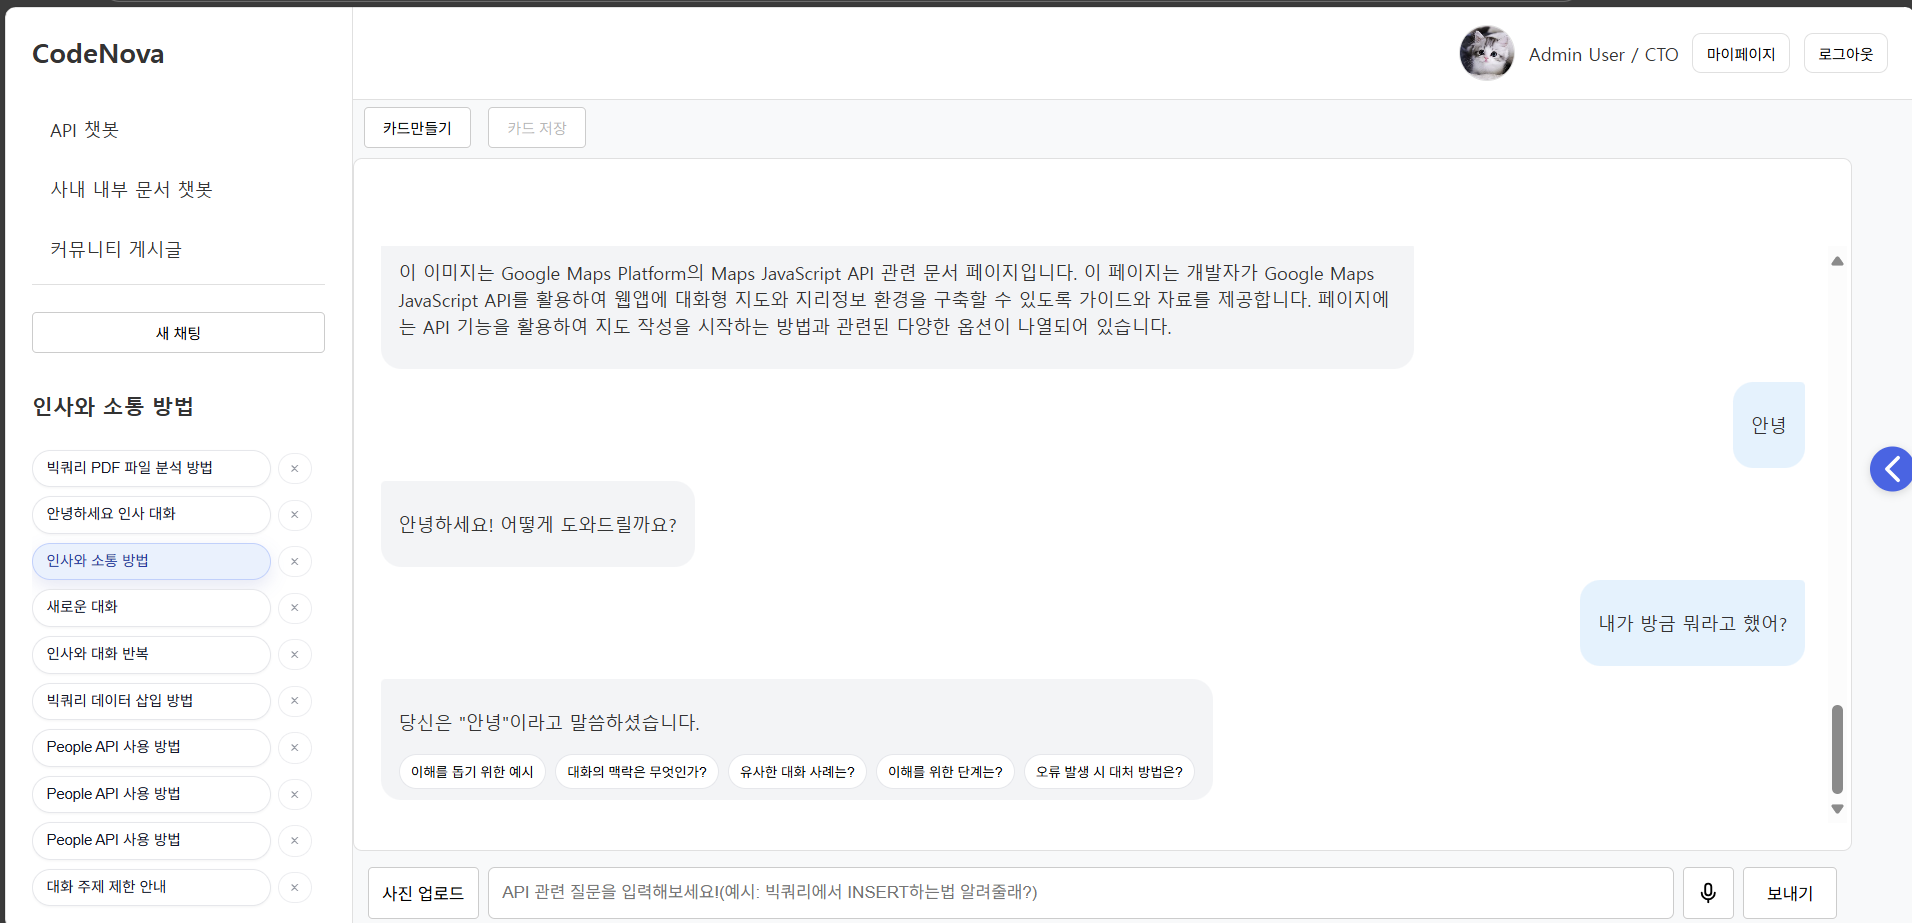 CodeNova
Admin User / CTO
마이페이지
로그아웃
API 챗봇
사내 내부 문서 챗봇
커뮤니티 게시글
새 채팅
인사와 소통 방법
빅쿼리 PDF 파일 분석 방법
×
안녕하세요 인사 대화
×
인사와 소통 방법
×
새로운 대화
×
인사와 대화 반복
×
빅쿼리 데이터 삽입 방법
×
People API 사용 방법
×
People API 사용 방법
×
People API 사용 방법
×
대화 주제 제한 안내
×
카드만들기
카드 저장
이 이미지는 Google Maps Platform의 Maps JavaScript API 관련 문서 페이지입니다. 이 페이지는 개발자가 Google Maps
JavaScript API를 활용하여 웹앱에 대화형 지도와 지리정보 환경을 구축할 수 있도록 가이드와 자료를 제공합니다. 페이지에
는 API 기능을 활용하여 지도 작성을 시작하는 방법과 관련된 다양한 옵션이 나열되어 있습니다.
안녕
안녕하세요! 어떻게 도와드릴까요?
내가 방금 뭐라고 했어?
당신은 "안녕"이라고 말씀하셨습니다.
이해를 돕기 위한 예시
대화의 맥락은 무엇인가?
유사한 대화 사례는?
이해를 위한 단계는?
오류 발생 시 대처 방법은?
사진 업로드
API 관련 질문을 입력해보세요!(예시: 빅쿼리에서 INSERT하는법 알려줄래?)
보내기